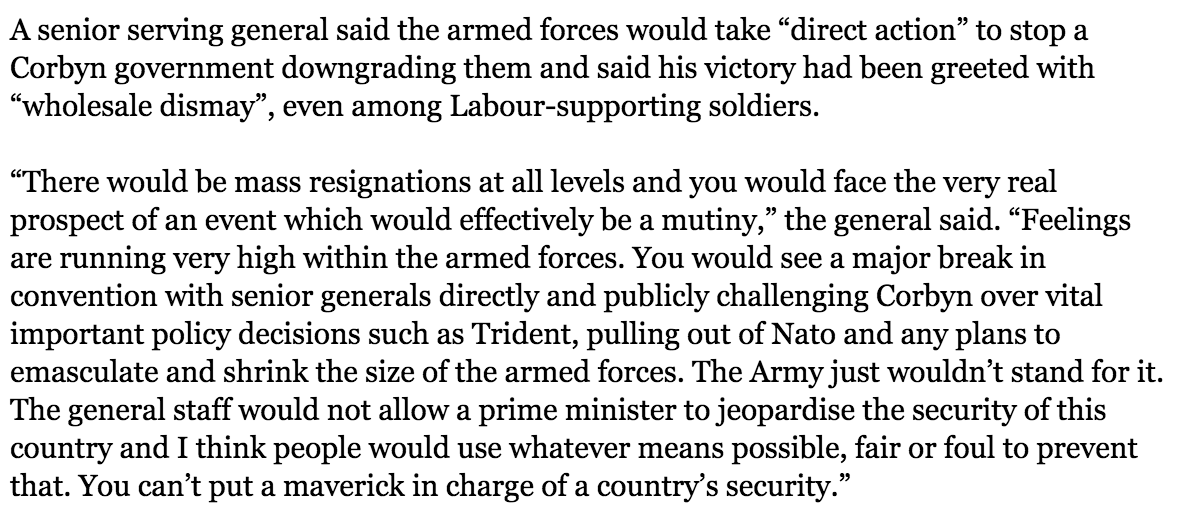 A senior serving general said the armed forces would take “direct action” to stop a
Corbyn government downgrading them and said his victory had been greeted with
“wholesale dismay”, even among Labour-supporting soldiers.
“There would be mass resignations at all levels and you would face the very real
prospect of an event which would effectively be a mutiny,” the general said. “Feelings
are running very high within the armed forces. You would see a major break in
convention with senior generals directly and publicly challenging Corbyn over vital
important policy decisions such as Trident, pulling out of Nato and any plans to
emasculate and shrink the size of the armed forces. The Army just wouldn’t stand for it.
The general staff would not allow a prime minister to jeopardise the security of this
country and I think people would use whatever means possible, fair or foul to prevent
that. You can’t put a maverick in charge of a country’s security.”